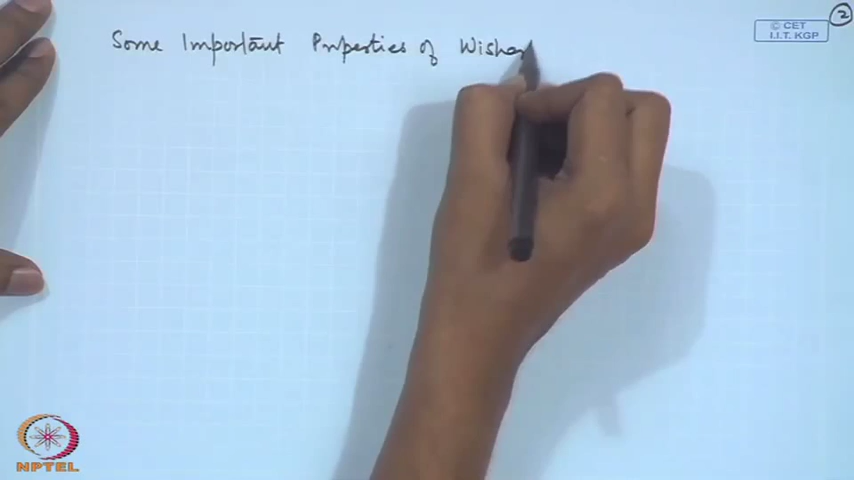 Some Important Properties of Wishar
© CET
I.I.T. KGP
2
NPTEL